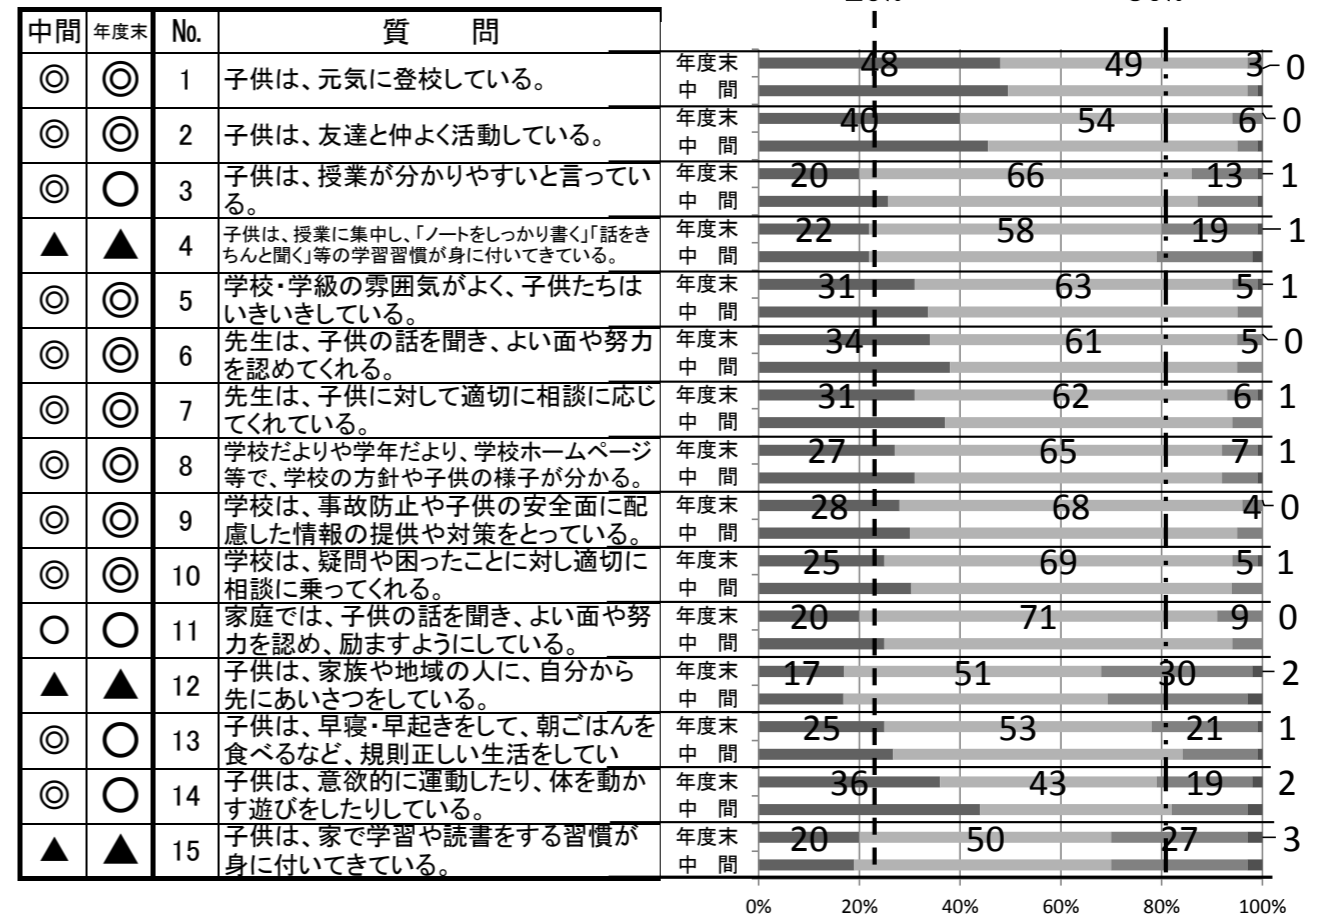 中間 年度末 No. 質 問
◎ ◎ 1 子供は、元気に登校している。
年度末 48 49 3 0
中 間
◎ ◎ 2 子供は、友達と仲よく活動している。
年度末 40 54 6 0
中 間
◎ ○ 3 子供は、授業が分かりやすいと言ってい
る。
年度末 20 66 13 1
中 間
▲ ▲ 4 子供は、授業に集中し、「ノートをしっかり書く」「話をき
ちんと聞く」等の学習習慣が身に付いてきている。
年度末 22 58 19 1
中 間
◎ ◎ 5 学校・学級の雰囲気がよく、子供たちは
いきいきしている。
年度末 31 63 5 1
中 間
◎ ◎ 6 先生は、子供の話を聞き、よい面や努力
を認めてくれる。
年度末 34 61 5 0
中 間
◎ ◎ 7 先生は、子供に対して適切に相談に応じ
てくれている。
年度末 31 62 6 1
中 間
◎ ◎ 8 学校だよりや学年だより、学校ホームページ
等で、学校の方針や子供の様子が分かる。
年度末 27 65 7 1
中 間
◎ ◎ 9 学校は、事故防止や子供の安全面に配
慮した情報の提供や対策をとっている。
年度末 28 68 4 0
中 間
◎ ◎ 10 学校は、疑問や困ったことに対し適切に
相談に乗ってくれる。
年度末 25 69 5 1
中 間
○ ○ 11 家庭では、子供の話を聞き、よい面や努
力を認め、励ますようにしている。
年度末 20 71 9 0
中 間
▲ ▲ 12 子供は、家族や地域の人に、自分から
先にあいさつをしている。
年度末 17 51 30 2
中 間
◎ ○ 13 子供は、早寝・早起きをして、朝ごはんを
食べるなど、規則正しい生活をしてい
年度末 25 53 21 1
中 間
◎ ○ 14 子供は、意欲的に運動したり、体を動か
す遊びをしたりしている。
年度末 36 43 19 2
中 間
▲ ▲ 15 子供は、家で学習や読書をする習慣が
身に付いてきている。
年度末 20 50 27 3
中 間
0% 20% 40% 60% 80% 100%